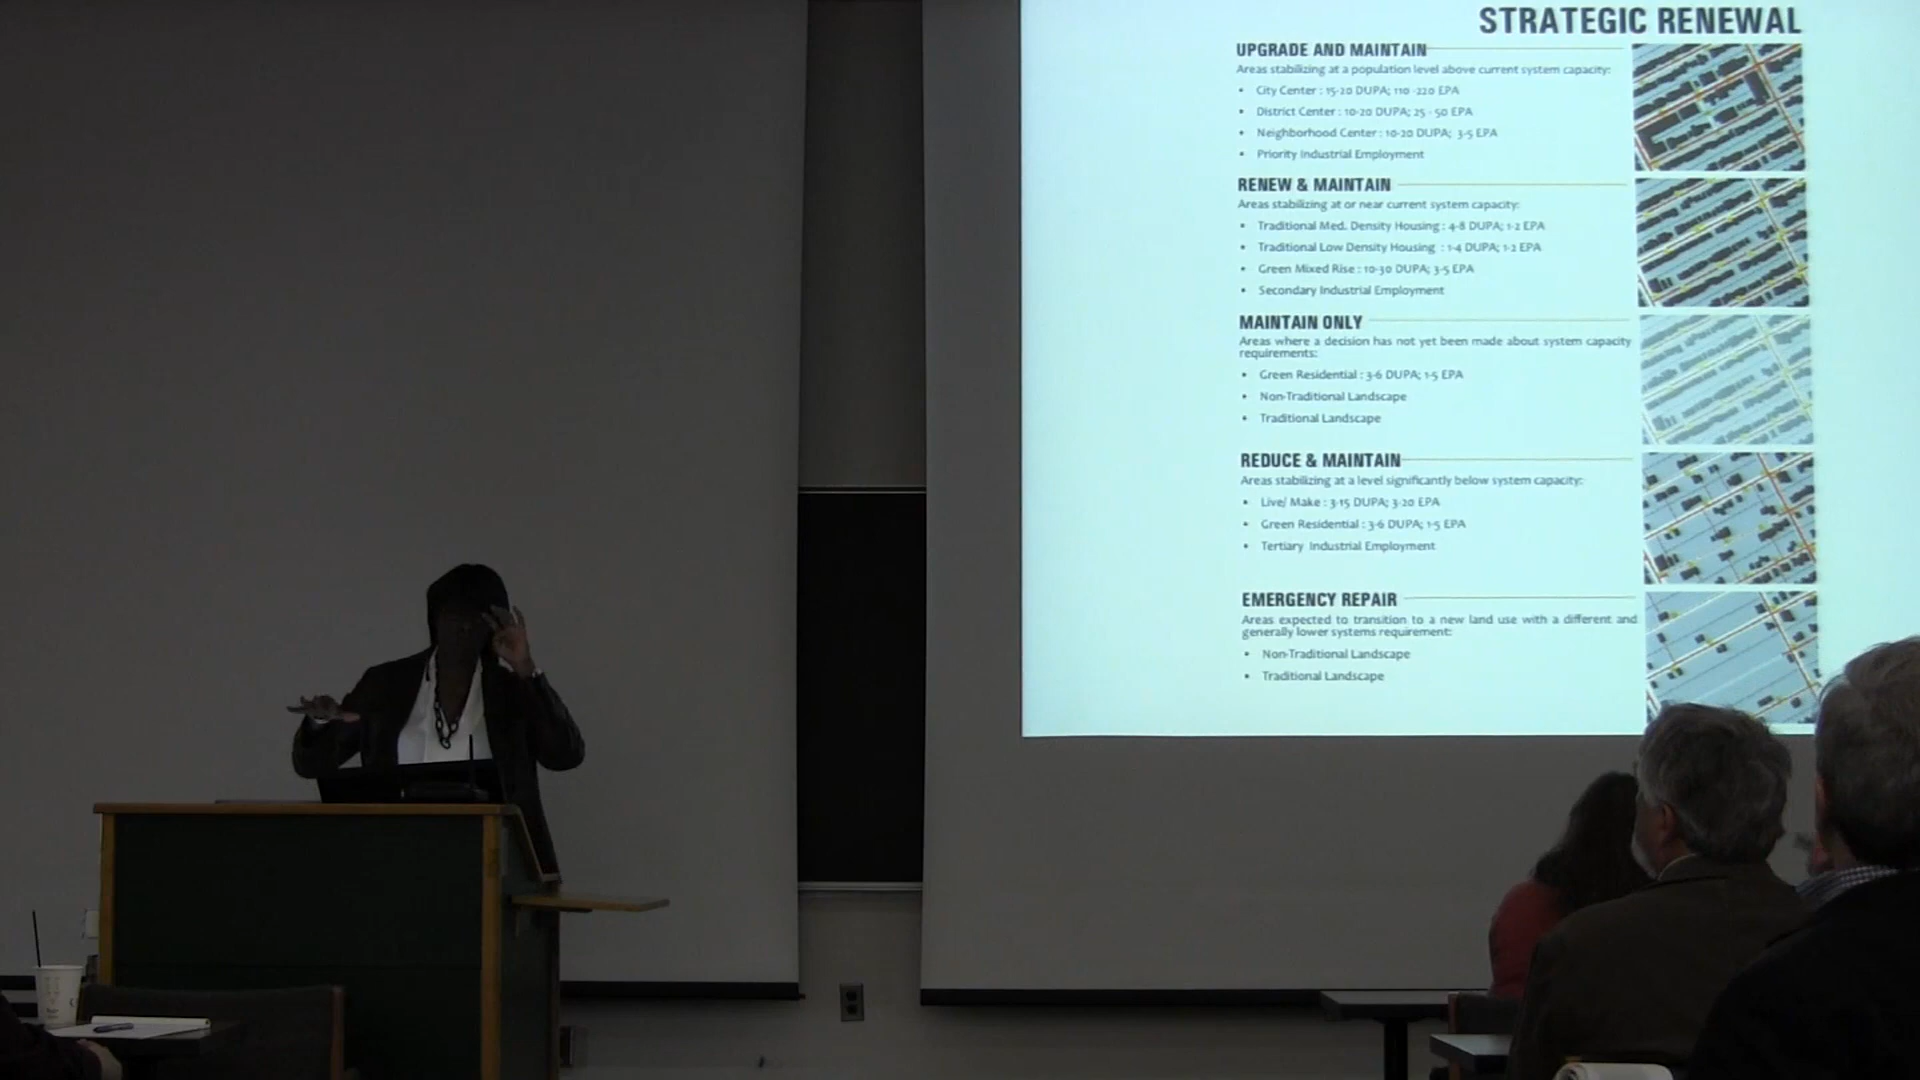 STRATEGIC RENEWAL
UPGRADE AND MAINTAIN
Areas stabilizing at a population level above current system capacity:
• City Center : 15-20 DUPA; 110 -220 EPA
• District Center : 10-20 DUPA; 25 - 50 EPA
• Neighborhood Center : 10-20 DUPA; 3-5 EPA
• Priority Industrial Employment
RENEW & MAINTAIN
Areas stabilizing at or near current system capacity:
• Traditional Med. Density Housing : 4-8 DUPA; 1-2 EPA
• Traditional Low Density Housing : 1-4 DUPA; 1-2 EPA
• Green Mixed Rise : 10-30 DUPA; 3-5 EPA
• Secondary Industrial Employment
MAINTAIN ONLY
Areas where a decision has not yet been made about system capacity
requirements:
• Green Residential : 3-6 DUPA; 1-5 EPA
• Non-Traditional Landscape
• Traditional Landscape
REDUCE & MAINTAIN
Areas stabilizing at a level significantly below system capacity:
• Live/ Make : 3-15 DUPA; 3-20 EPA
• Green Residential : 3-6 DUPA; 1-5 EPA
• Tertiary Industrial Employment
EMERGENCY REPAIR
Areas expected to transition to a new land use with a different and
generally lower systems requirement:
• Non-Traditional Landscape
• Traditional Landscape